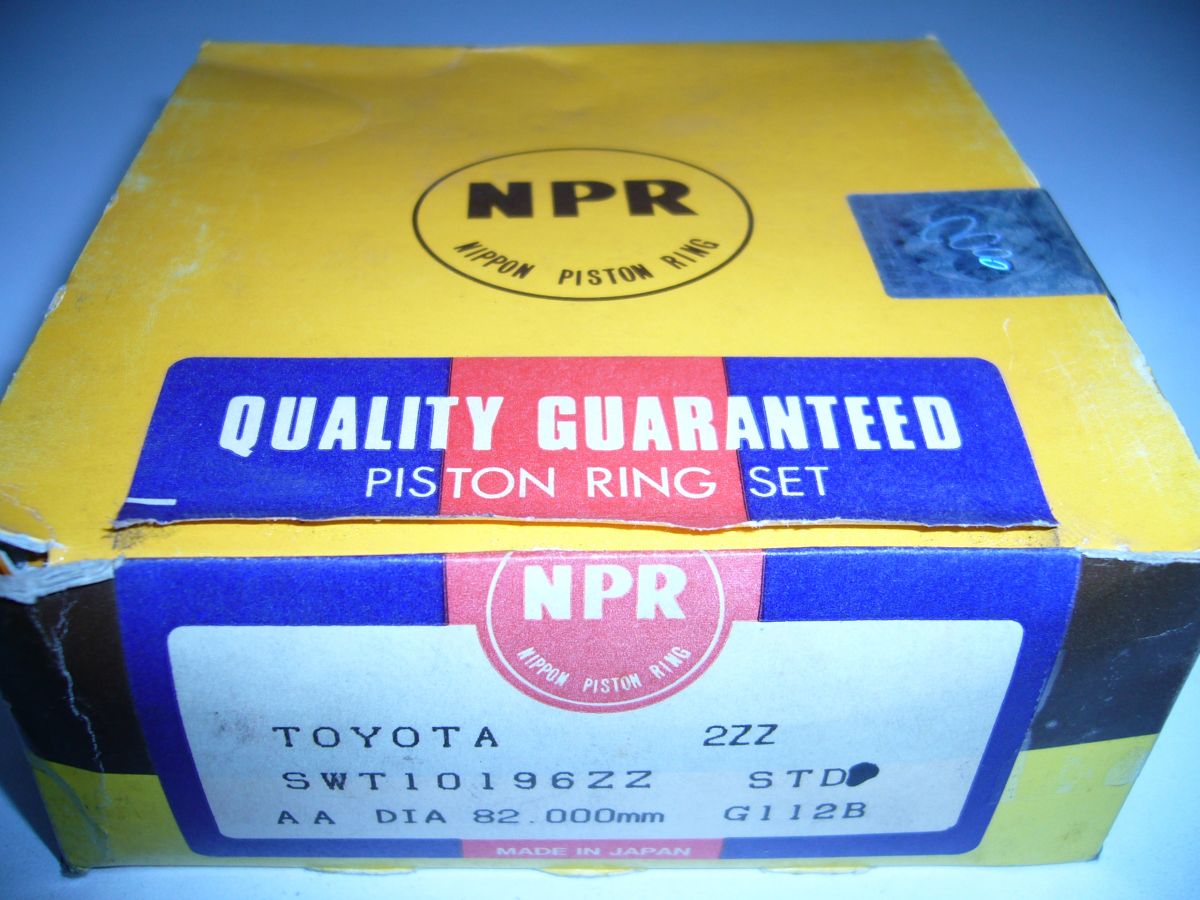 NPR
NIPPON PISTON RING
QUALITY GUARANTEED
PISTON RING SET
NPR
NIPPON PISTON RING
TOYOTA 2ZZ
SWT10196ZZ STD
AA DIA 82.000mm G112B
MADE IN JAPAN